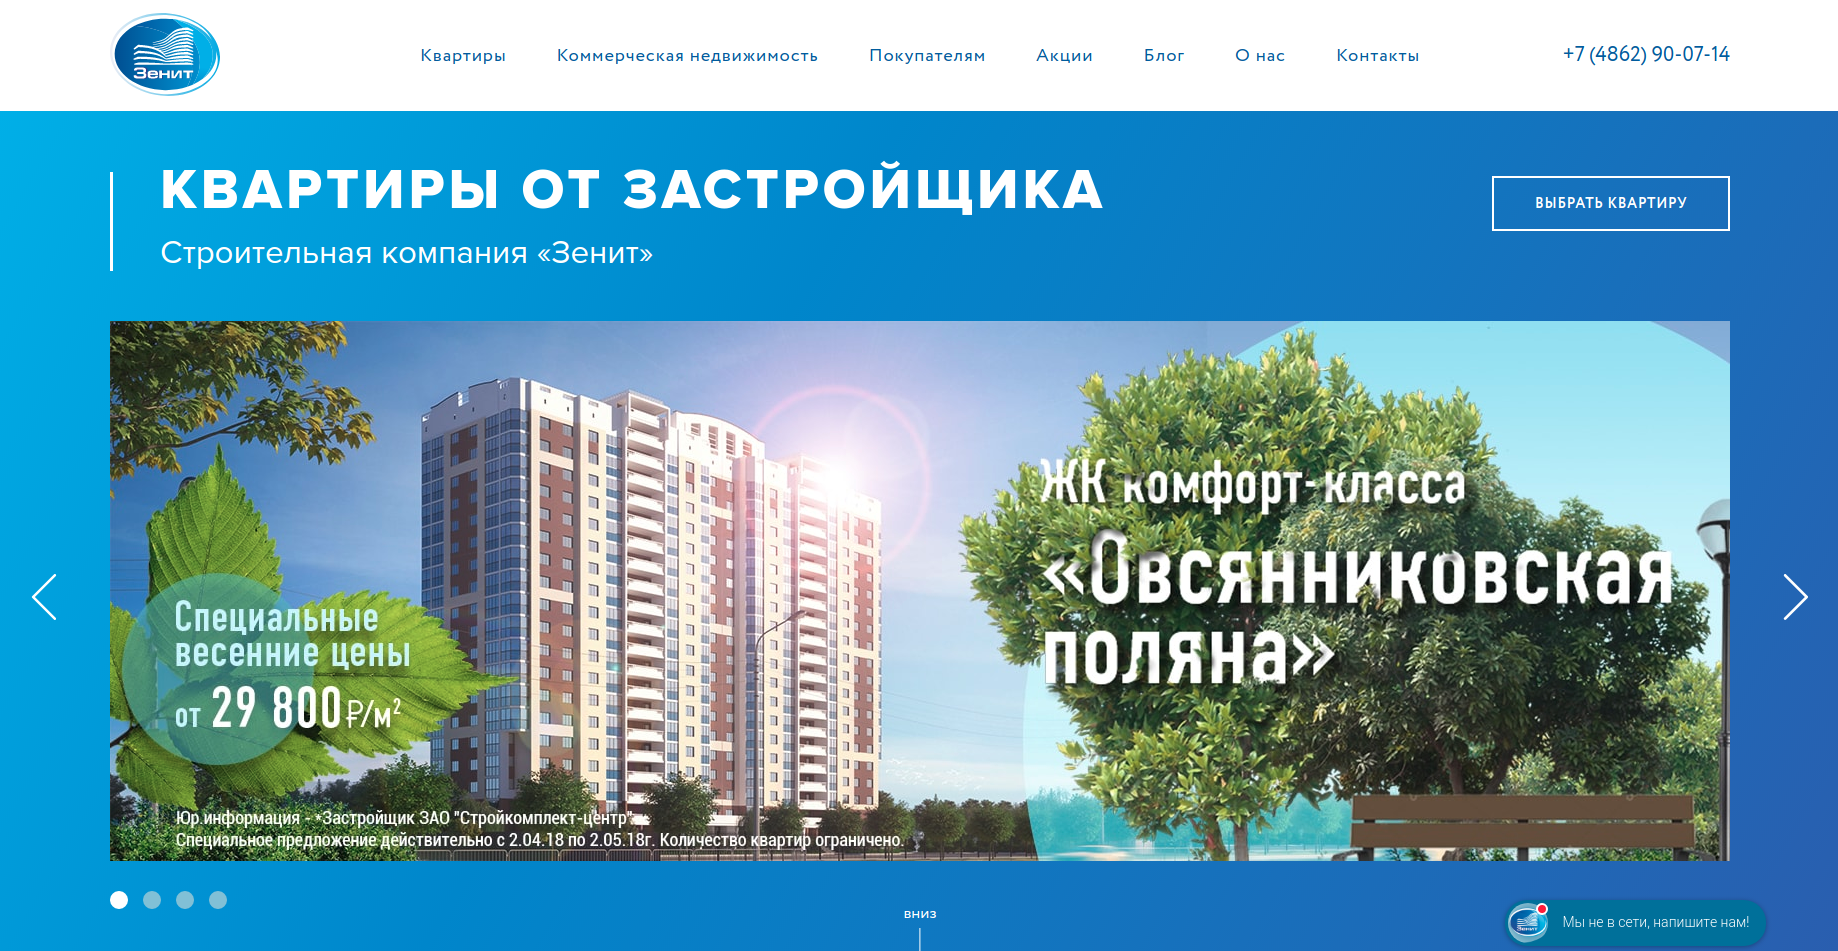 Зенит
Квартиры
Коммерческая недвижимость
Покупателям
Акции
Блог
О нас
Контакты
+7 (4862) 90-07-14
КВАРТИРЫ ОТ ЗАСТРОЙЩИКА
Строительная компания «Зенит»
ВЫБРАТЬ КВАРТИРУ
ЖК комфорт-класса
«Овсянниковская
поляна»
Специальные
весенние цены
от 29 800 ₽/м²
Юр.информация - *Застройщик ЗАО "Стройкомплект-центр".
Специальное предложение действительно с 2.04.18 по 2.05.18г. Количество квартир ограничено.
вниз
Зенит
Мы не в сети, напишите нам!